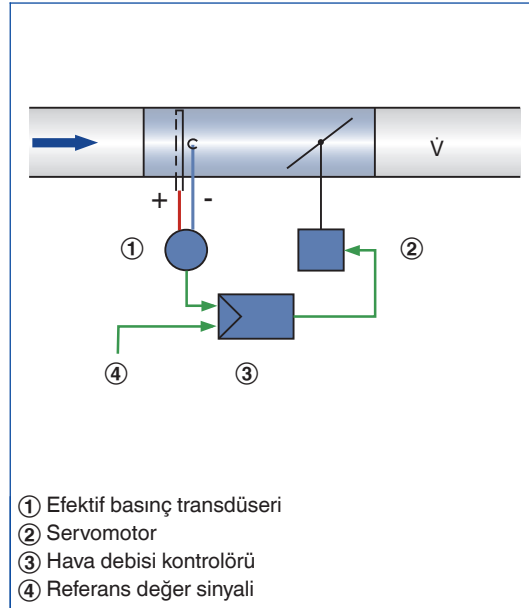 V̇
+ -
①
②
④
③
① Efektif basınç transdüseri
② Servomotor
③ Hava debisi kontrolörü
④ Referans değer sinyali